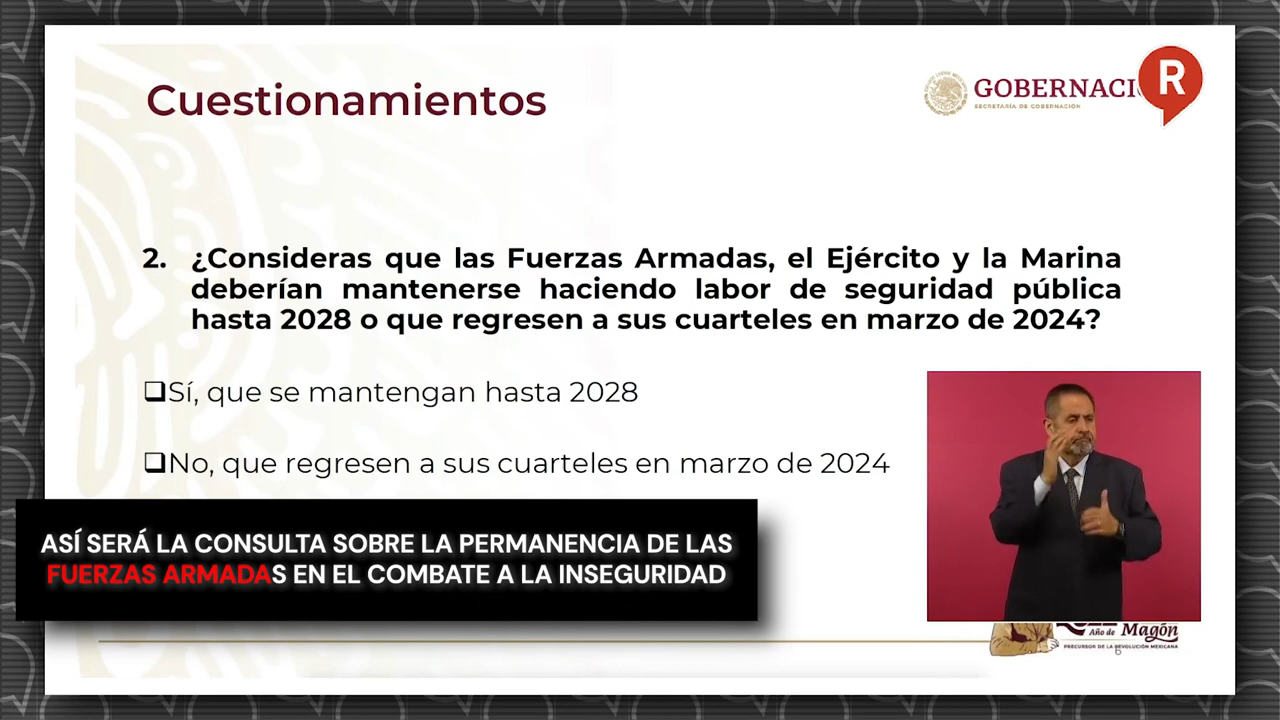 Cuestionamientos
GOBERNACI
R
SECRETARÍA DE GOBERNACIÓN
2. ¿Consideras que las Fuerzas Armadas, el Ejército y la Marina
deberían mantenerse haciendo labor de seguridad pública
hasta 2028 o que regresen a sus cuarteles en marzo de 2024?
❑Sí, que se mantengan hasta 2028
❑No, que regresen a sus cuarteles en marzo de 2024
ASÍ SERÁ LA CONSULTA SOBRE LA PERMANENCIA DE LAS
FUERZAS ARMADAS EN EL COMBATE A LA INSEGURIDAD
Año de Magón
PRECURSOR DE LA REVOLUCIÓN MEXICANA
6